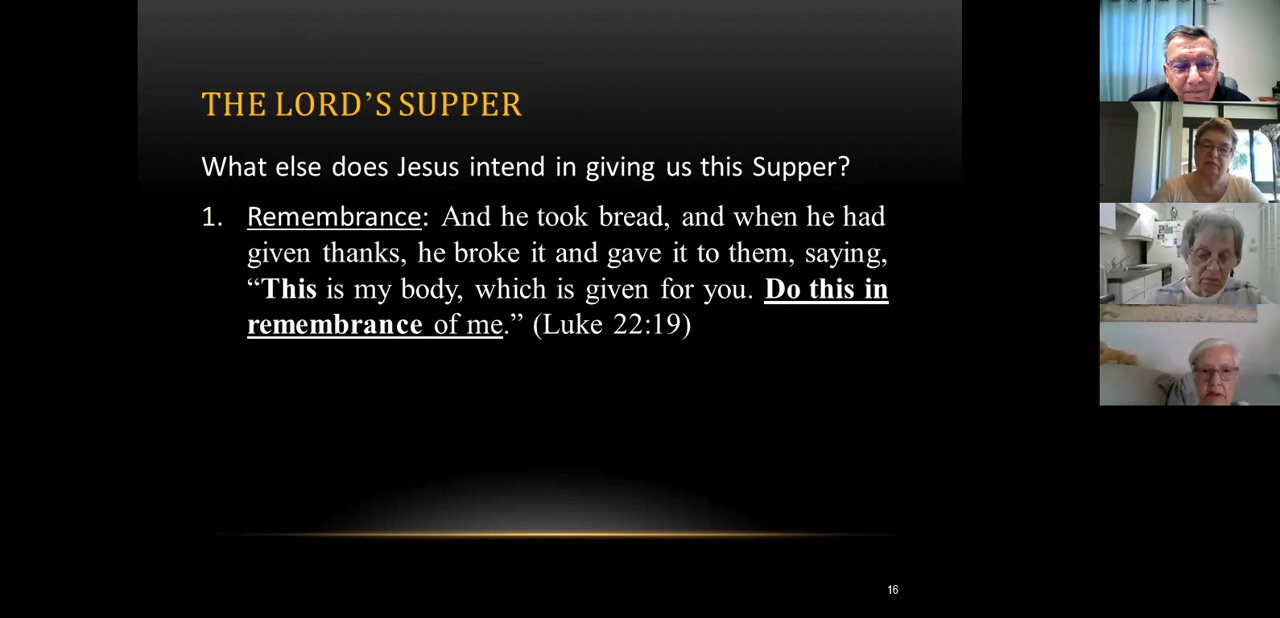 THE LORD’S SUPPER
What else does Jesus intend in giving us this Supper?
1. Remembrance: And he took bread, and when he had
given thanks, he broke it and gave it to them, saying,
“This is my body, which is given for you. Do this in
remembrance of me.” (Luke 22:19)
16